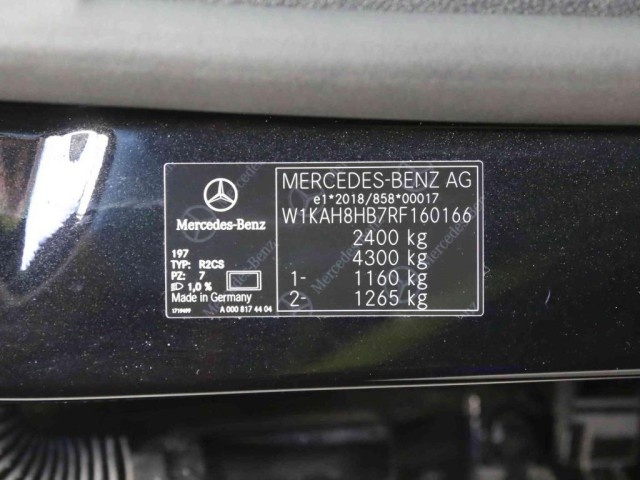 Mercedes-Benz
197
TYP: R2CS
PZ: 7
1,0 %
Made in Germany
1719499 A 000 817 44 04
MERCEDES-BENZ AG
e1*2018/858*00017
W1KAH8HB7RF160166
2400 kg
4300 kg
1- 1160 kg
2- 1265 kg